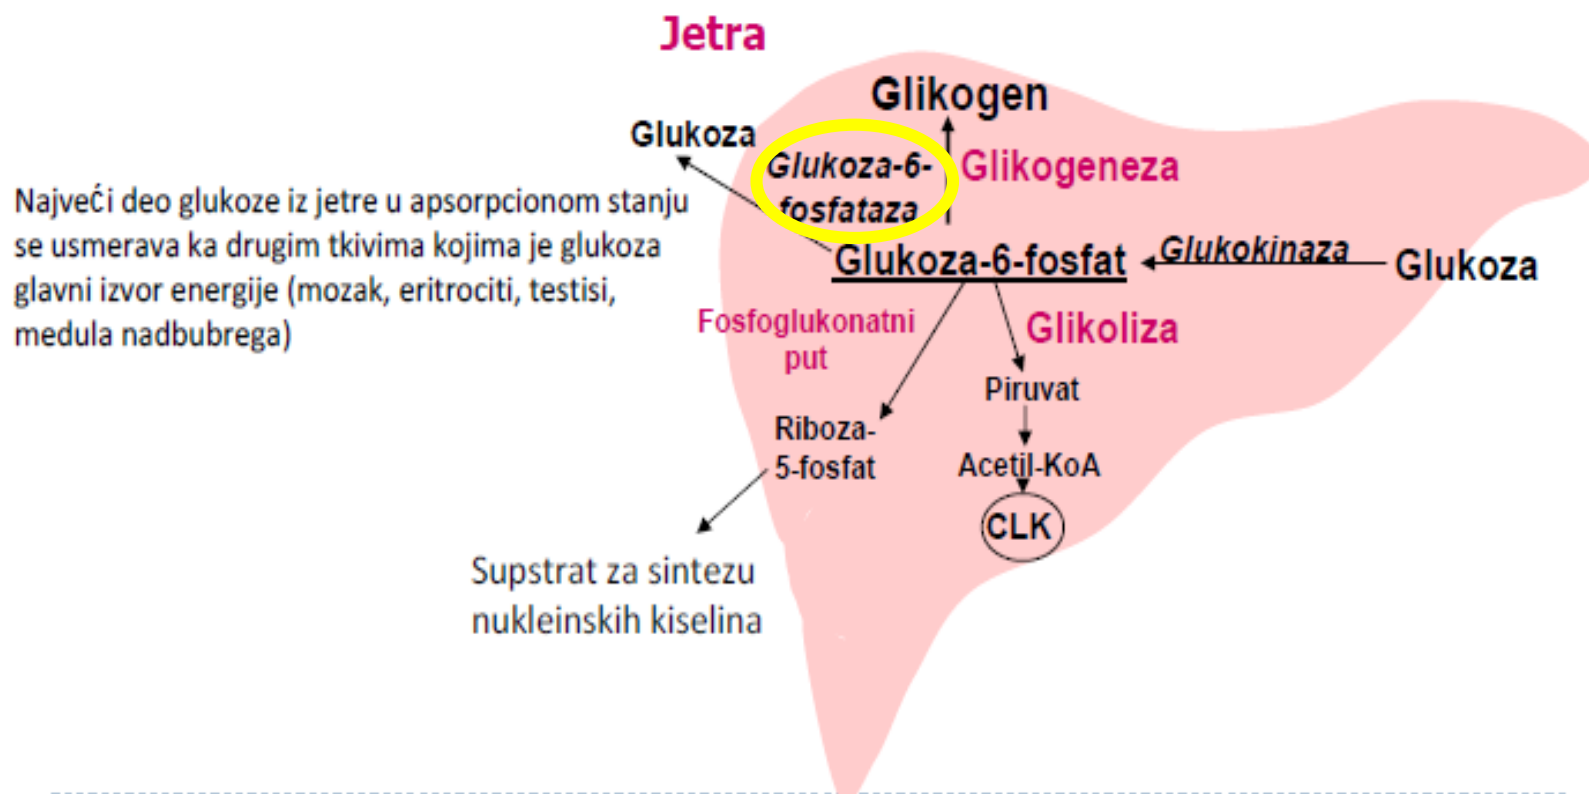 Jetra
Glikogen
Glukoza
Glukoza-6-
fosfataza
Glikogeneza
Najveći deo glukoze iz jetre u apsorpcionom stanju
se usmerava ka drugim tkivima kojima je glukoza
glavni izvor energije (mozak, eritrociti, testisi,
medula nadbubrega)
Glukoza-6-fosfat
Glukokinaza
Glukoza
Fosfoglukonatni
put
Glikoliza
Piruvat
Riboza-
5-fosfat
Acetil-KoA
CLK
Supstrat za sintezu
nukleinskih kiselina